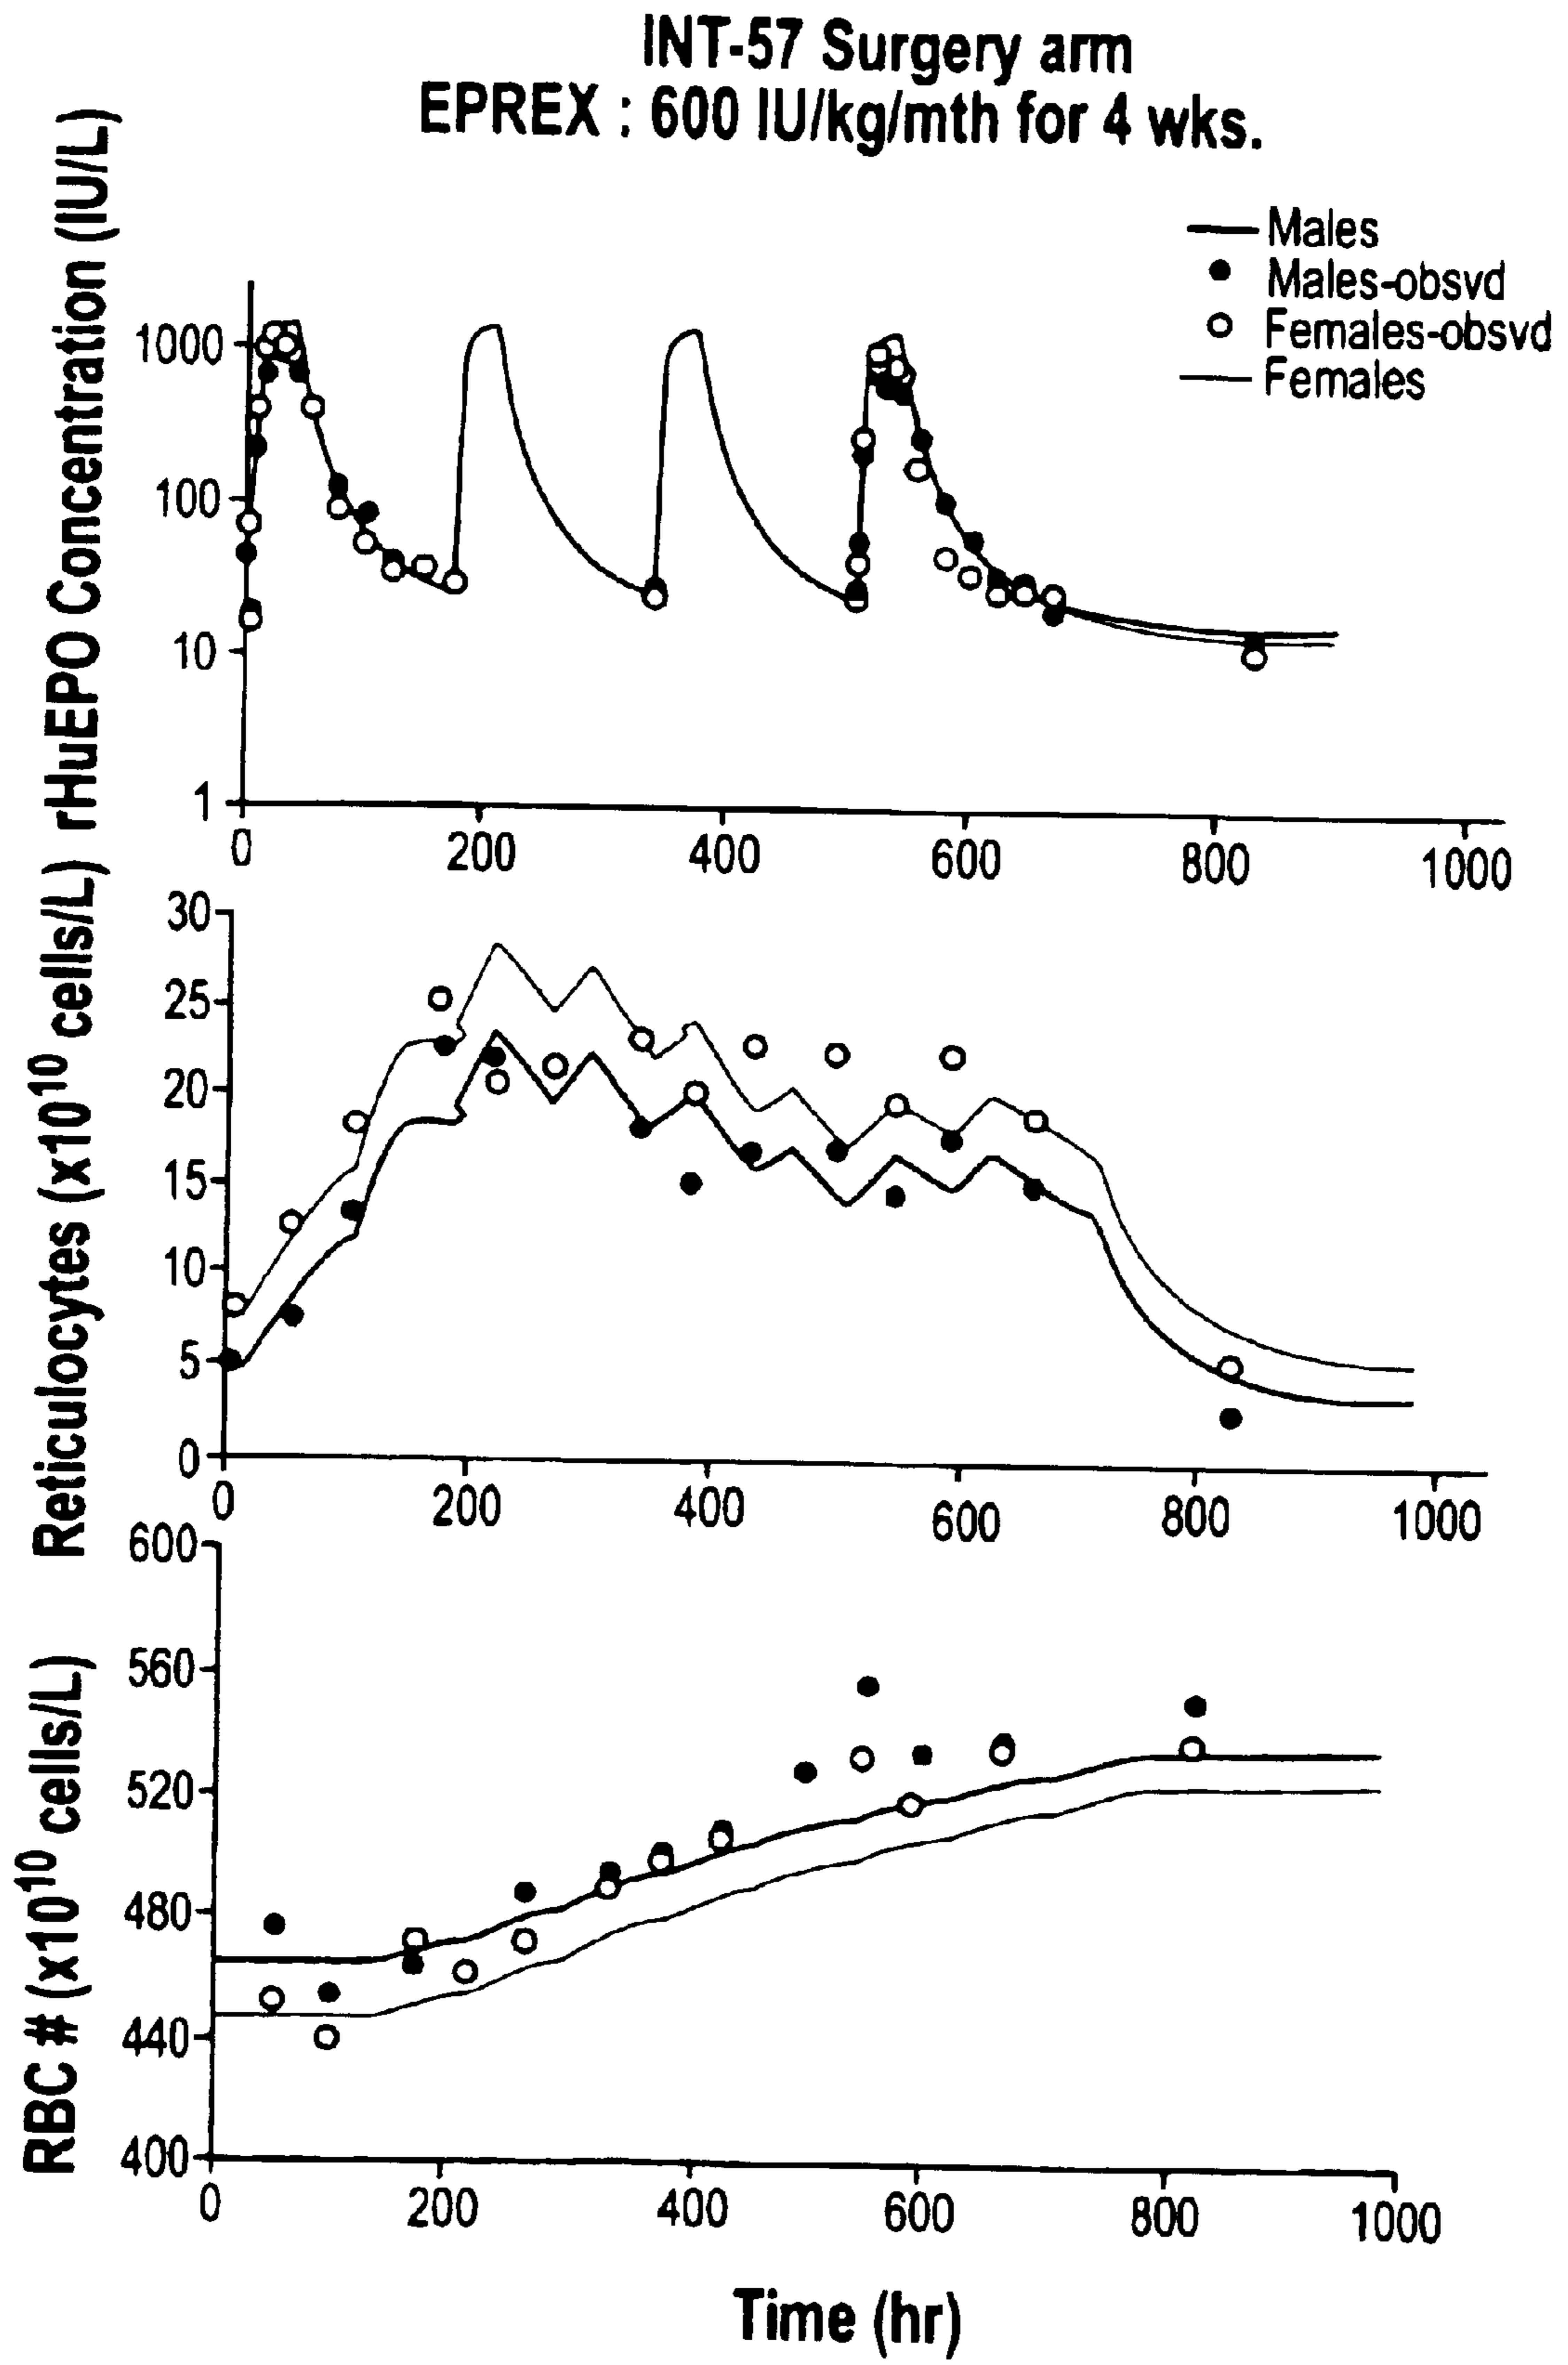 INT-57 Surgery arm
EPREX : 600 IU/kg/mth for 4 wks.
Males
Males-obsvd
Females-obsvd
Females
rHuEPO Concentration (IU/L)
1000
100
10
1
0 200 400 600 800 1000
Reticulocytes (x10¹⁰ cells/L)
30
25
20
15
10
5
0
0 200 400 600 800 1000
RBC # (x10¹⁰ cells/L)
600
560
520
480
440
400
0 200 400 600 800 1000
Time (hr)